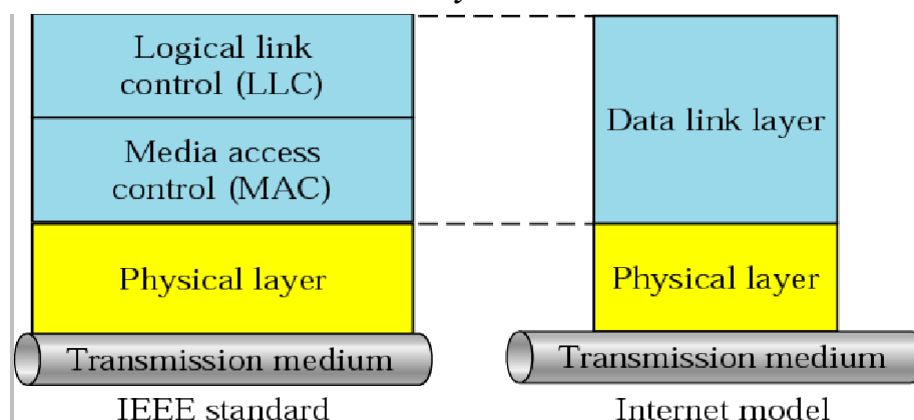 Logical link
control (LLC)
Media access
control (MAC)
Physical layer
Transmission medium
IEEE standard
Data link layer
Physical layer
Transmission medium
Internet model